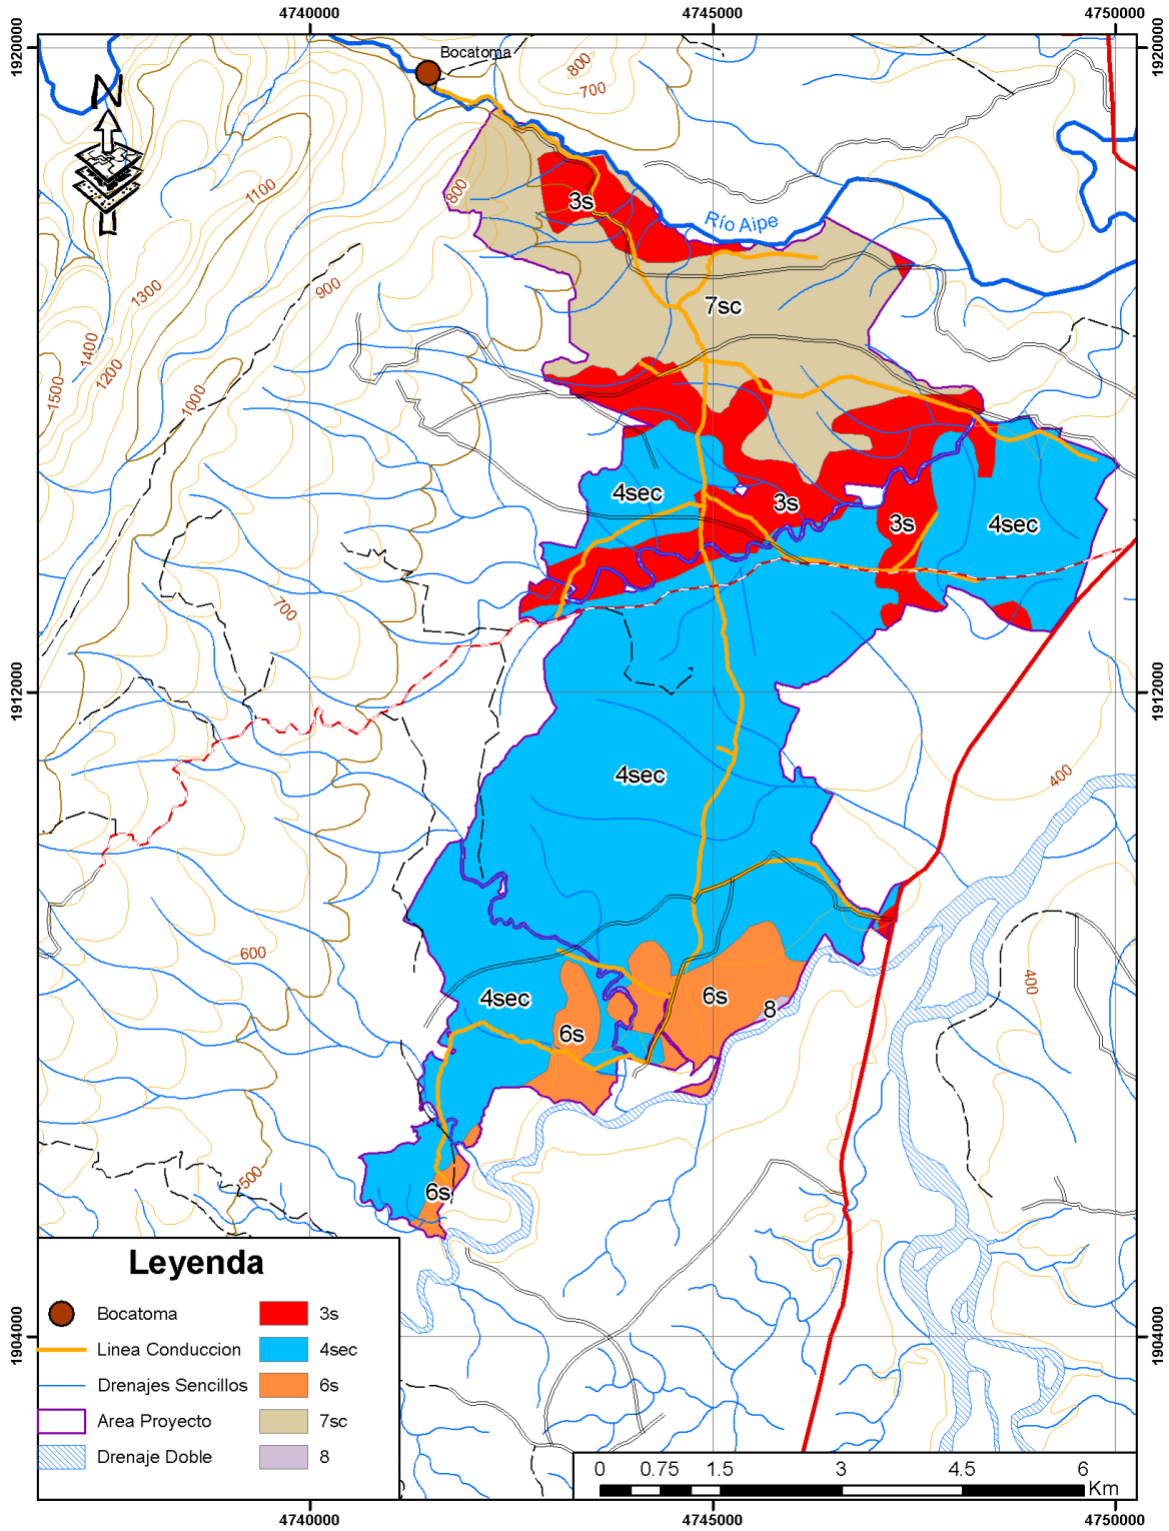 4740000 4745000 4750000
1920000 1920000
Bocatoma
N
800
700
1100
800
3s
Río Aipe
900
1300
7sc
1400
1200
1500
1000
4sec
3s
3s
4sec
700
1912000 1912000
4sec
400
600
400
4sec
6s
8
6s
500
6s
Leyenda
Bocatoma
Linea Conduccion
Drenajes Sencillos
Area Proyecto
Drenaje Doble
3s
4sec
6s
7sc
8
1904000 1904000
0 0.75 1.5 3 4.5 6
Km
4740000 4745000 4750000